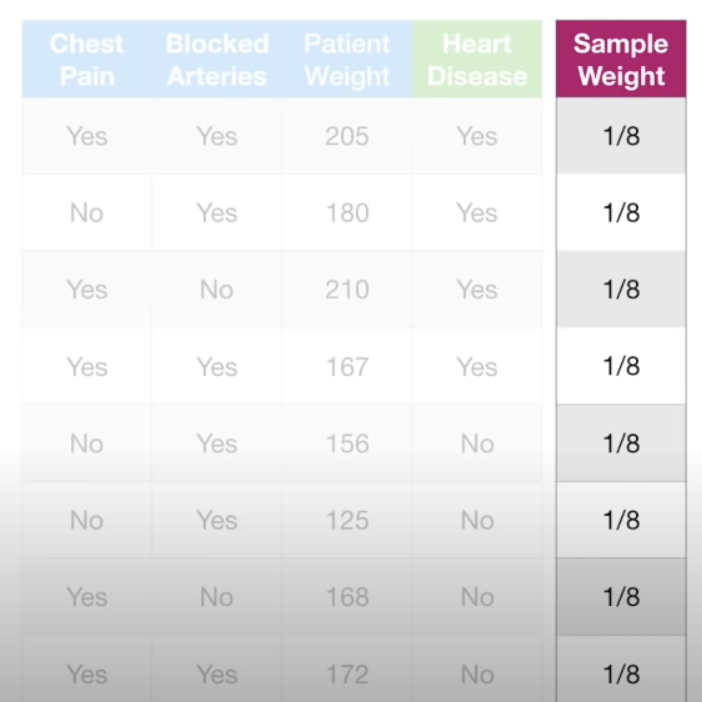 Chest Pain Blocked Arteries Patient Weight Heart Disease Sample Weight
Yes Yes 205 Yes 1/8
No Yes 180 Yes 1/8
Yes No 210 Yes 1/8
Yes Yes 167 Yes 1/8
No Yes 156 No 1/8
No Yes 125 No 1/8
Yes No 168 No 1/8
Yes Yes 172 No 1/8